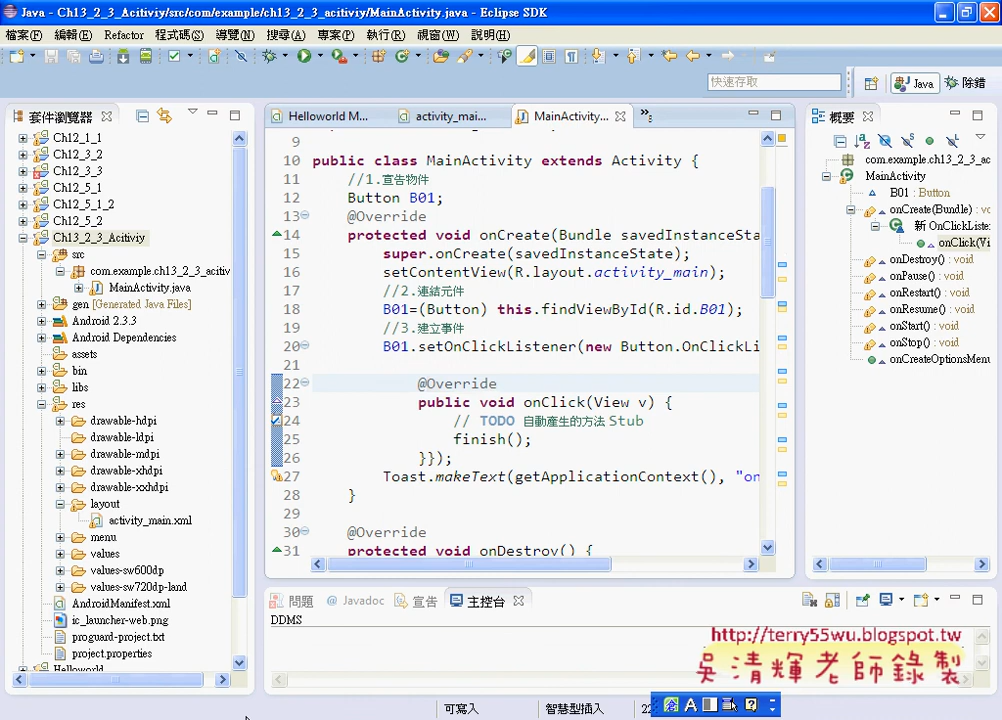 Java - Ch13_2_3_Acitiviy/src/com/example/ch13_2_3_acitiviy/MainActivity.java - Eclipse SDK
檔案(F) 編輯(E) Refactor 程式碼(S) 導覽(N) 搜尋(A) 專案(P) 執行(R) 視窗(W) 說明(H)
快速存取
Java
除錯
套件瀏覽器
Ch12_1_1
Ch12_3_2
Ch12_3_3
Ch12_5_1
Ch12_5_1_2
Ch12_5_2
Ch13_2_3_Acitiviy
src
com.example.ch13_2_3_acitiv
MainActivity.java
gen [Generated Java Files]
Android 2.3.3
Android Dependencies
assets
bin
libs
res
drawable-hdpi
drawable-ldpi
drawable-mdpi
drawable-xhdpi
drawable-xxhdpi
layout
activity_main.xml
menu
values
values-sw600dp
values-sw720dp-land
AndroidManifest.xml
ic_launcher-web.png
proguard-project.txt
project.properties
Helloworld
Helloworld M...
activity_mai...
MainActivity...
»5
9
10 public class MainActivity extends Activity {
11 //1.宣告物件
12 Button B01;
13 @Override
14 protected void onCreate(Bundle savedInstanceSta
15 super.onCreate(savedInstanceState);
16 setContentView(R.layout.activity_main);
17 //2.連結元件
18 B01=(Button) this.findViewById(R.id.B01);
19 //3.建立事件
20 B01.setOnClickListener(new Button.OnClickLi
21
22 @Override
23 public void onClick(View v) {
24 // TODO 自動產生的方法 Stub
25 finish();
26 }});
27 Toast.makeText(getApplicationContext(), "on
28 }
29
30 @Override
31 protected void onDestroy() {
概要
com.example.ch13_2_3_ac
MainActivity
B01 : Button
onCreate(Bundle) : vo
新 OnClickListe
onClick(Vi
onDestroy() : void
onPause() : void
onRestart() : void
onResume() : void
onStart() : void
onStop() : void
onCreateOptionsMenu
問題
@ Javadoc
宣告
主控台
DDMS
http://terry55wu.blogspot.tw
吳清輝老師錄製
可寫入
智慧型插入
22
A